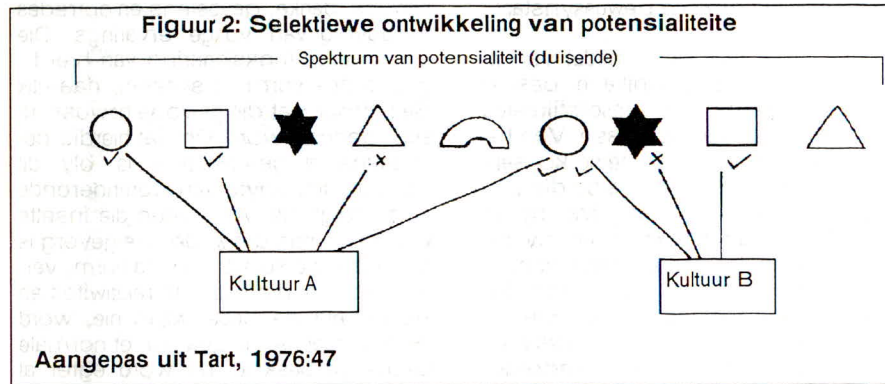 Figuur 2: Selektiewe ontwikkeling van potensialiteite
Spektrum van potensialiteit (duisende)
Kultuur A
Kultuur B
Aangepas uit Tart, 1976:47